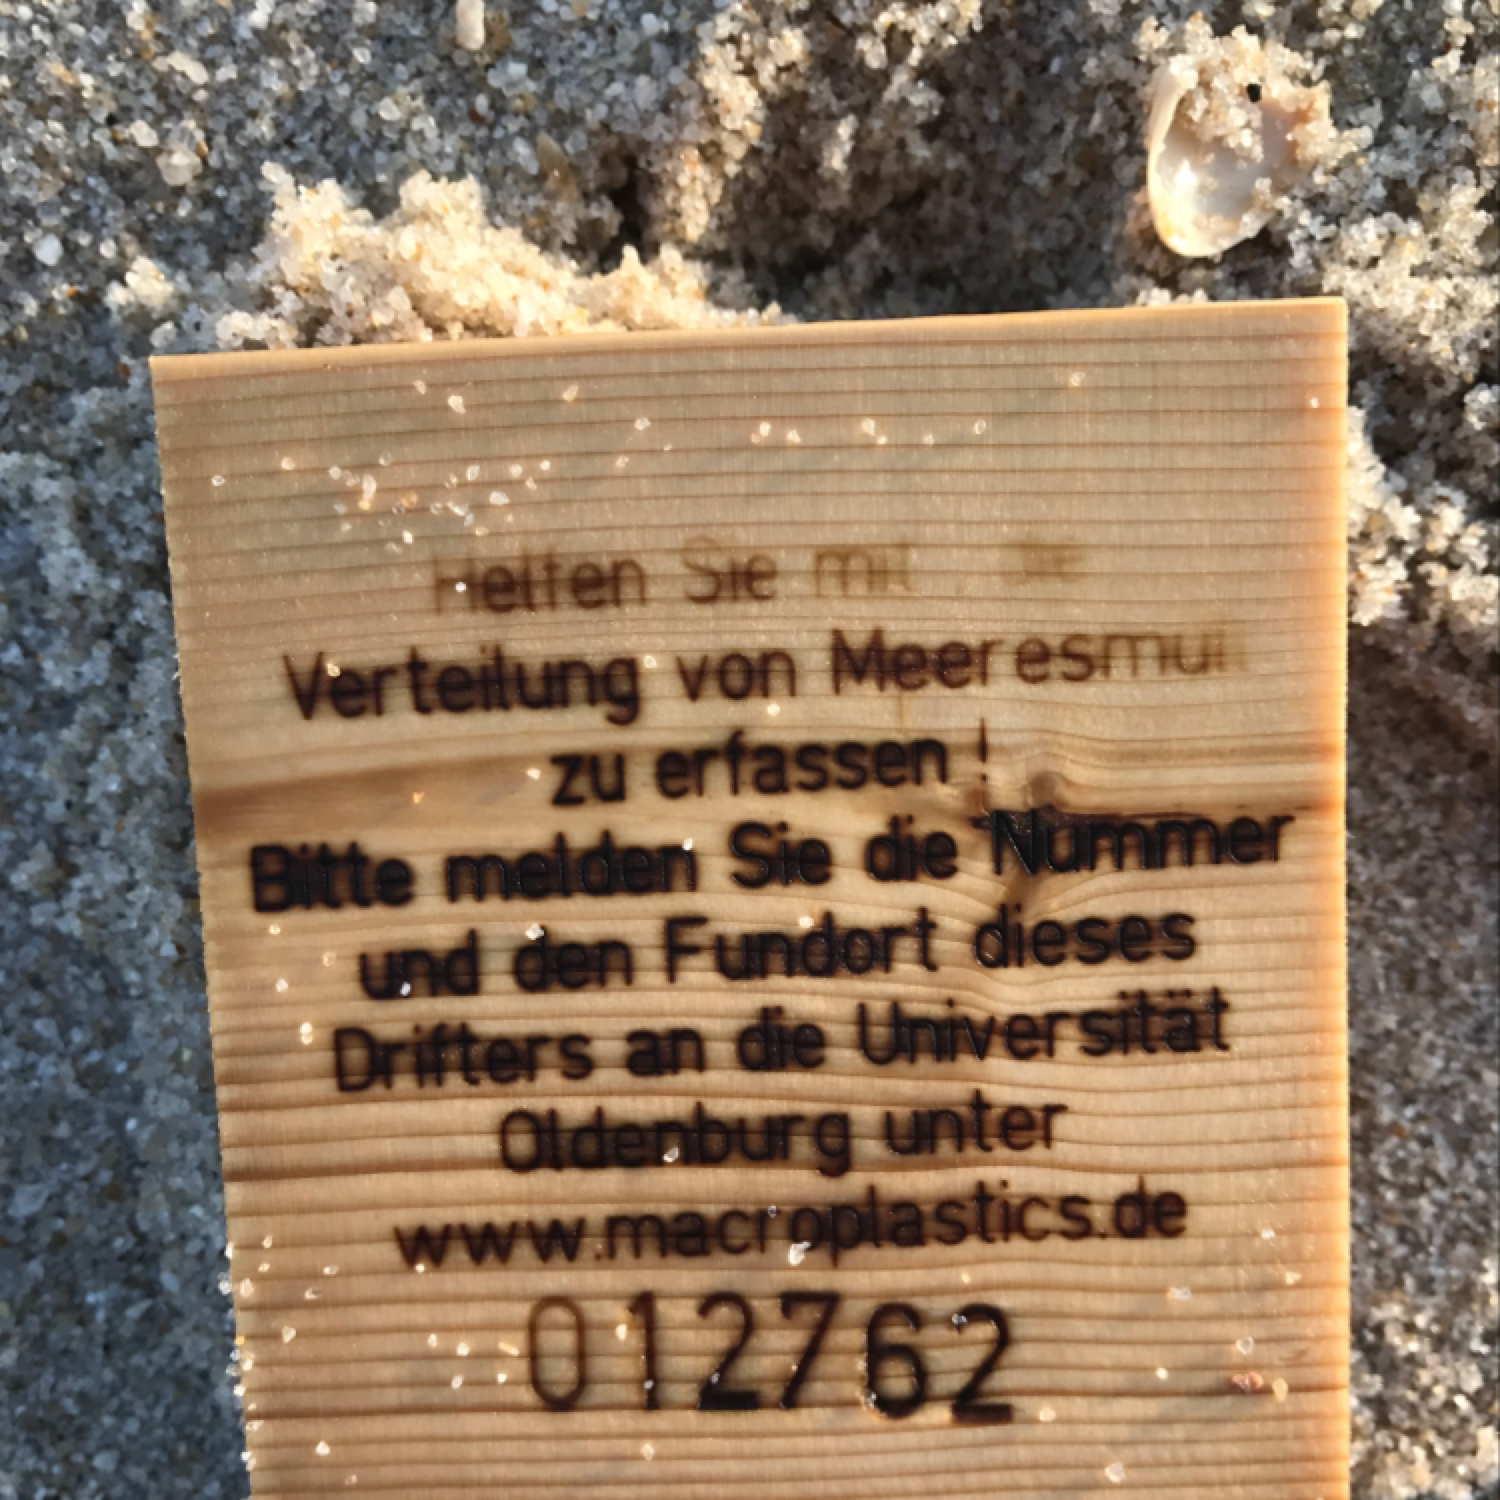 Helfen Sie mit, die
Verteilung von Meeresmüll
zu erfassen!
Bitte melden Sie die Nummer
und den Fundort dieses
Drifters an die Universität
Oldenburg unter
www.macroplastics.de
012762